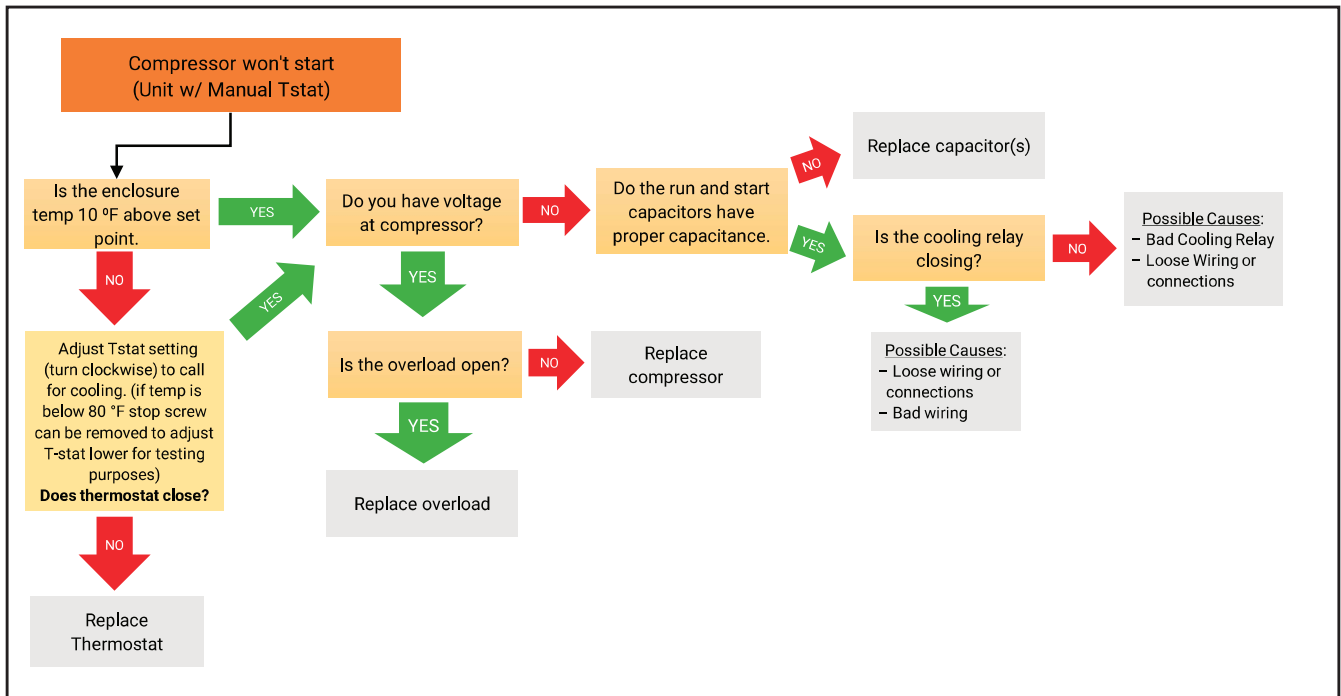 Compressor won't start
(Unit w/ Manual Tstat)
Is the enclosure
temp 10 ºF above set
point.
YES
Do you have voltage
at compressor?
NO
Do the run and start
capacitors have
proper capacitance.
NO
Replace capacitor(s)
YES
Is the cooling relay
closing?
NO
Possible Causes:
– Bad Cooling Relay
– Loose Wiring or
connections
YES
Possible Causes:
– Loose wiring or
connections
– Bad wiring
NO
Adjust Tstat setting
(turn clockwise) to call
for cooling. (if temp is
below 80 °F stop screw
can be removed to adjust
T-stat lower for testing
purposes)
Does thermostat close?
YES
YES
Is the overload open?
NO
Replace
compressor
YES
Replace overload
NO
Replace
Thermostat